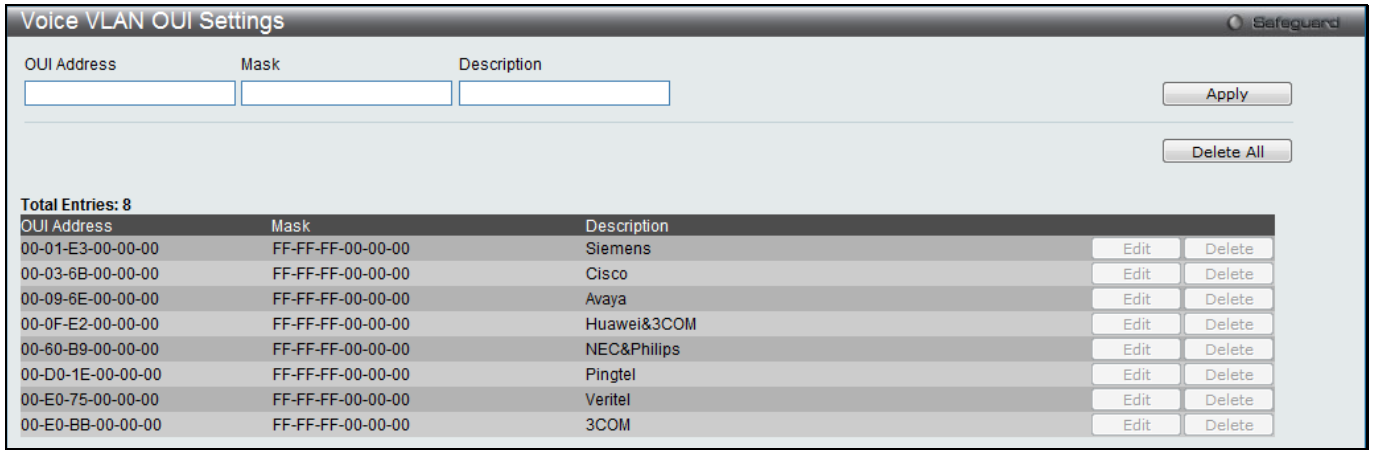 Voice VLAN OUI Settings Safeguard
OUI Address Mask Description
Apply
Delete All
Total Entries: 8
OUI Address Mask Description
00-01-E3-00-00-00 FF-FF-FF-00-00-00 Siemens Edit Delete
00-03-6B-00-00-00 FF-FF-FF-00-00-00 Cisco Edit Delete
00-09-6E-00-00-00 FF-FF-FF-00-00-00 Avaya Edit Delete
00-0F-E2-00-00-00 FF-FF-FF-00-00-00 Huawei&3COM Edit Delete
00-60-B9-00-00-00 FF-FF-FF-00-00-00 NEC&Philips Edit Delete
00-D0-1E-00-00-00 FF-FF-FF-00-00-00 Pingtel Edit Delete
00-E0-75-00-00-00 FF-FF-FF-00-00-00 Veritel Edit Delete
00-E0-BB-00-00-00 FF-FF-FF-00-00-00 3COM Edit Delete